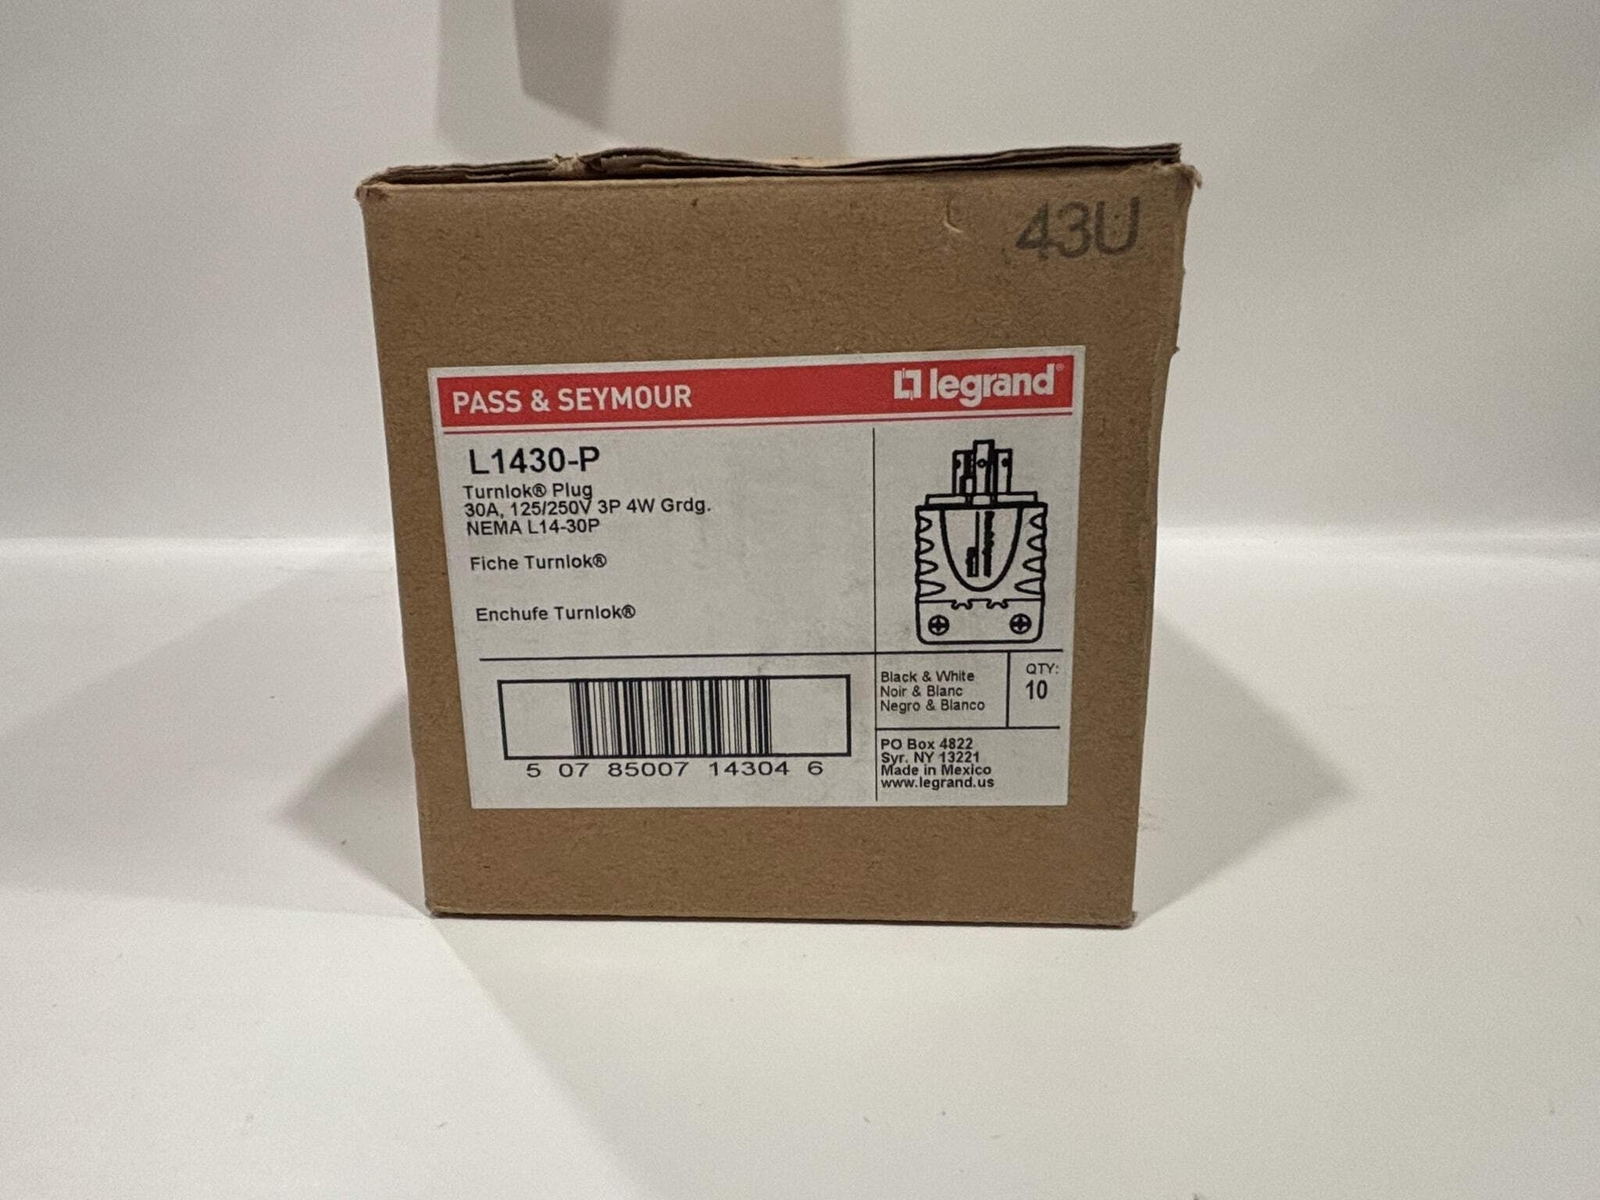 43U
PASS & SEYMOUR
legrand®
L1430-P
Turnlok® Plug
30A, 125/250V 3P 4W Grdg.
NEMA L14-30P
Fiche Turnlok®
Enchufe Turnlok®
5 07 85007 14304 6
Black & White
Noir & Blanc
Negro & Blanco
QTY:
10
PO Box 4822
Syr. NY 13221
Made in Mexico
www.legrand.us